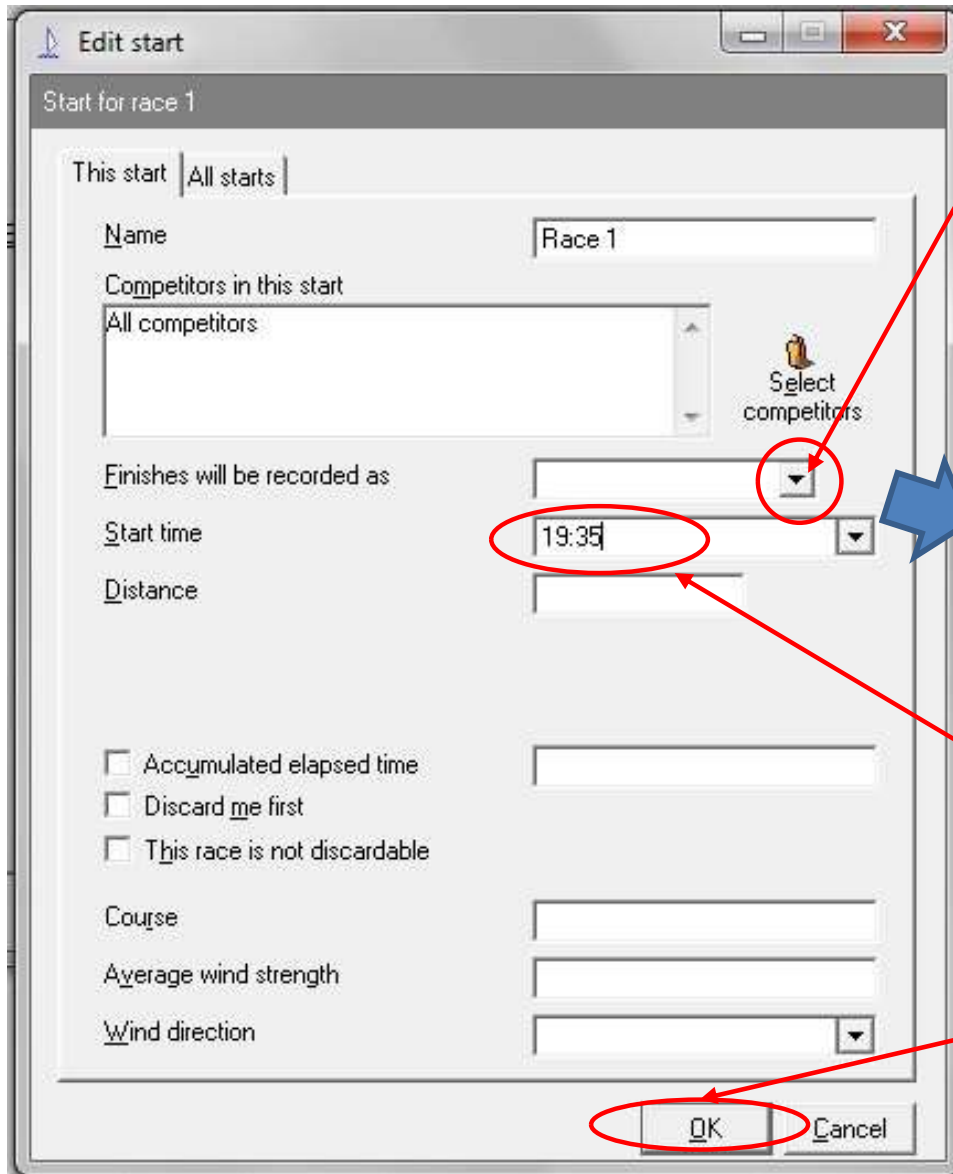 Edit start
Start for race 1
This start All starts
Name Race 1
Competitors in this start
All competitors
Select
competitors
Finishes will be recorded as
Start time 19:35
Distance
Accumulated elapsed time
Discard me first
This race is not discardable
Course
Average wind strength
Wind direction
OK Cancel